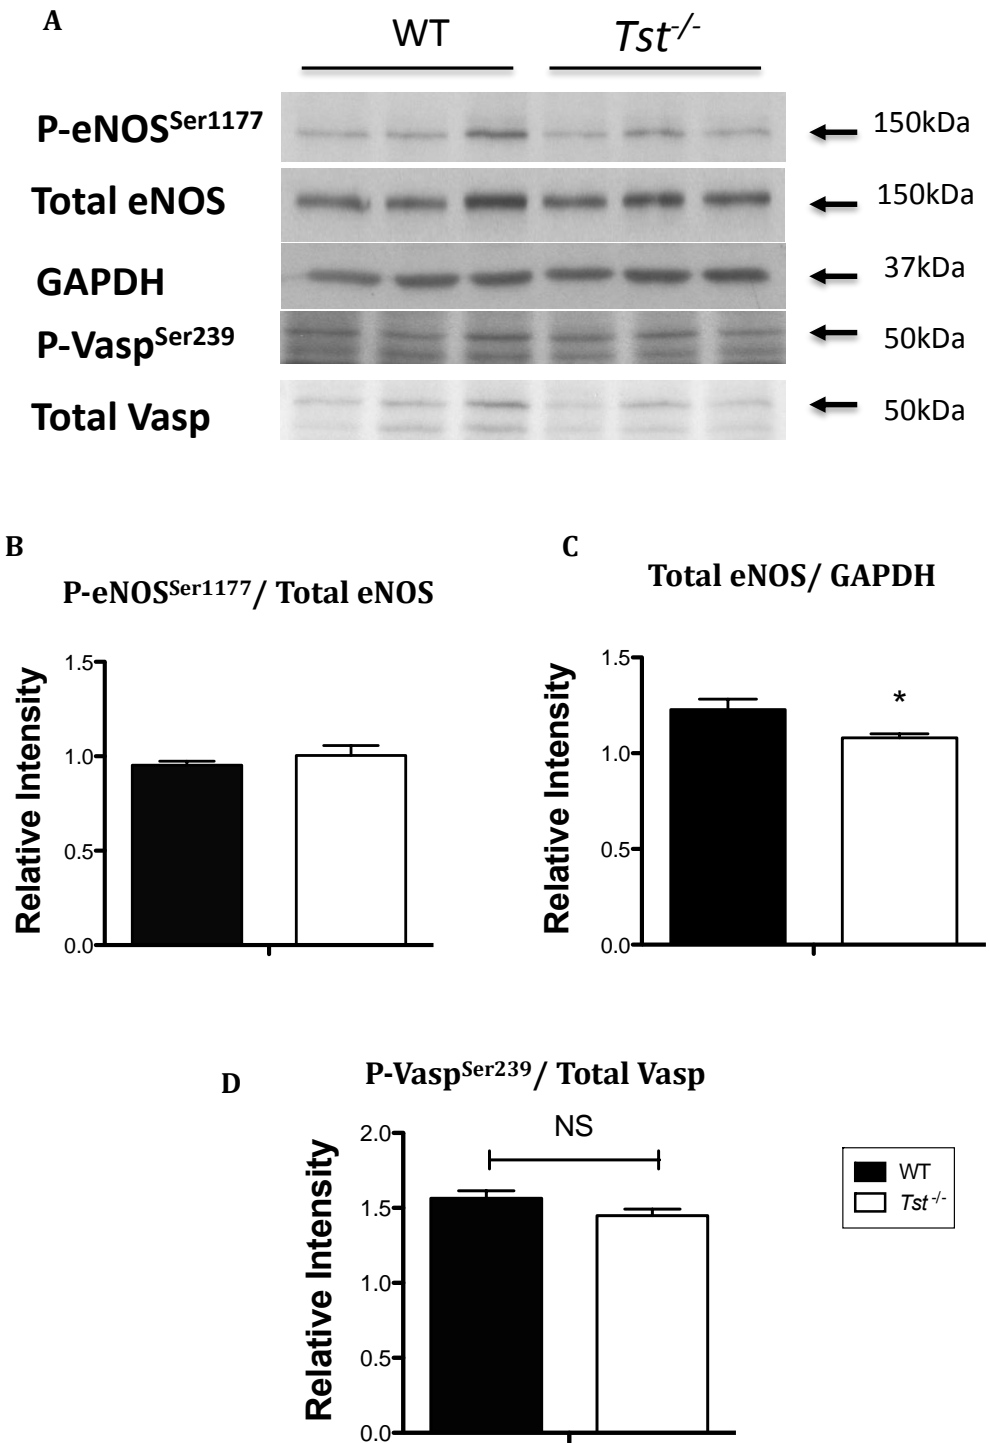 A
WT Tst-/-
P-eNOSSer1177 150kDa
Total eNOS 150kDa
GAPDH 37kDa
P-VaspSer239 50kDa
Total Vasp 50kDa
B
P-eNOSSer1177/ Total eNOS
Relative Intensity
1.5
1.0
0.5
0.0
C
Total eNOS/ GAPDH
Relative Intensity
1.5
1.0
0.5
0.0
*
D
P-VaspSer239/ Total Vasp
Relative Intensity
2.0
1.5
1.0
0.5
0.0
NS
WT
Tst -/-